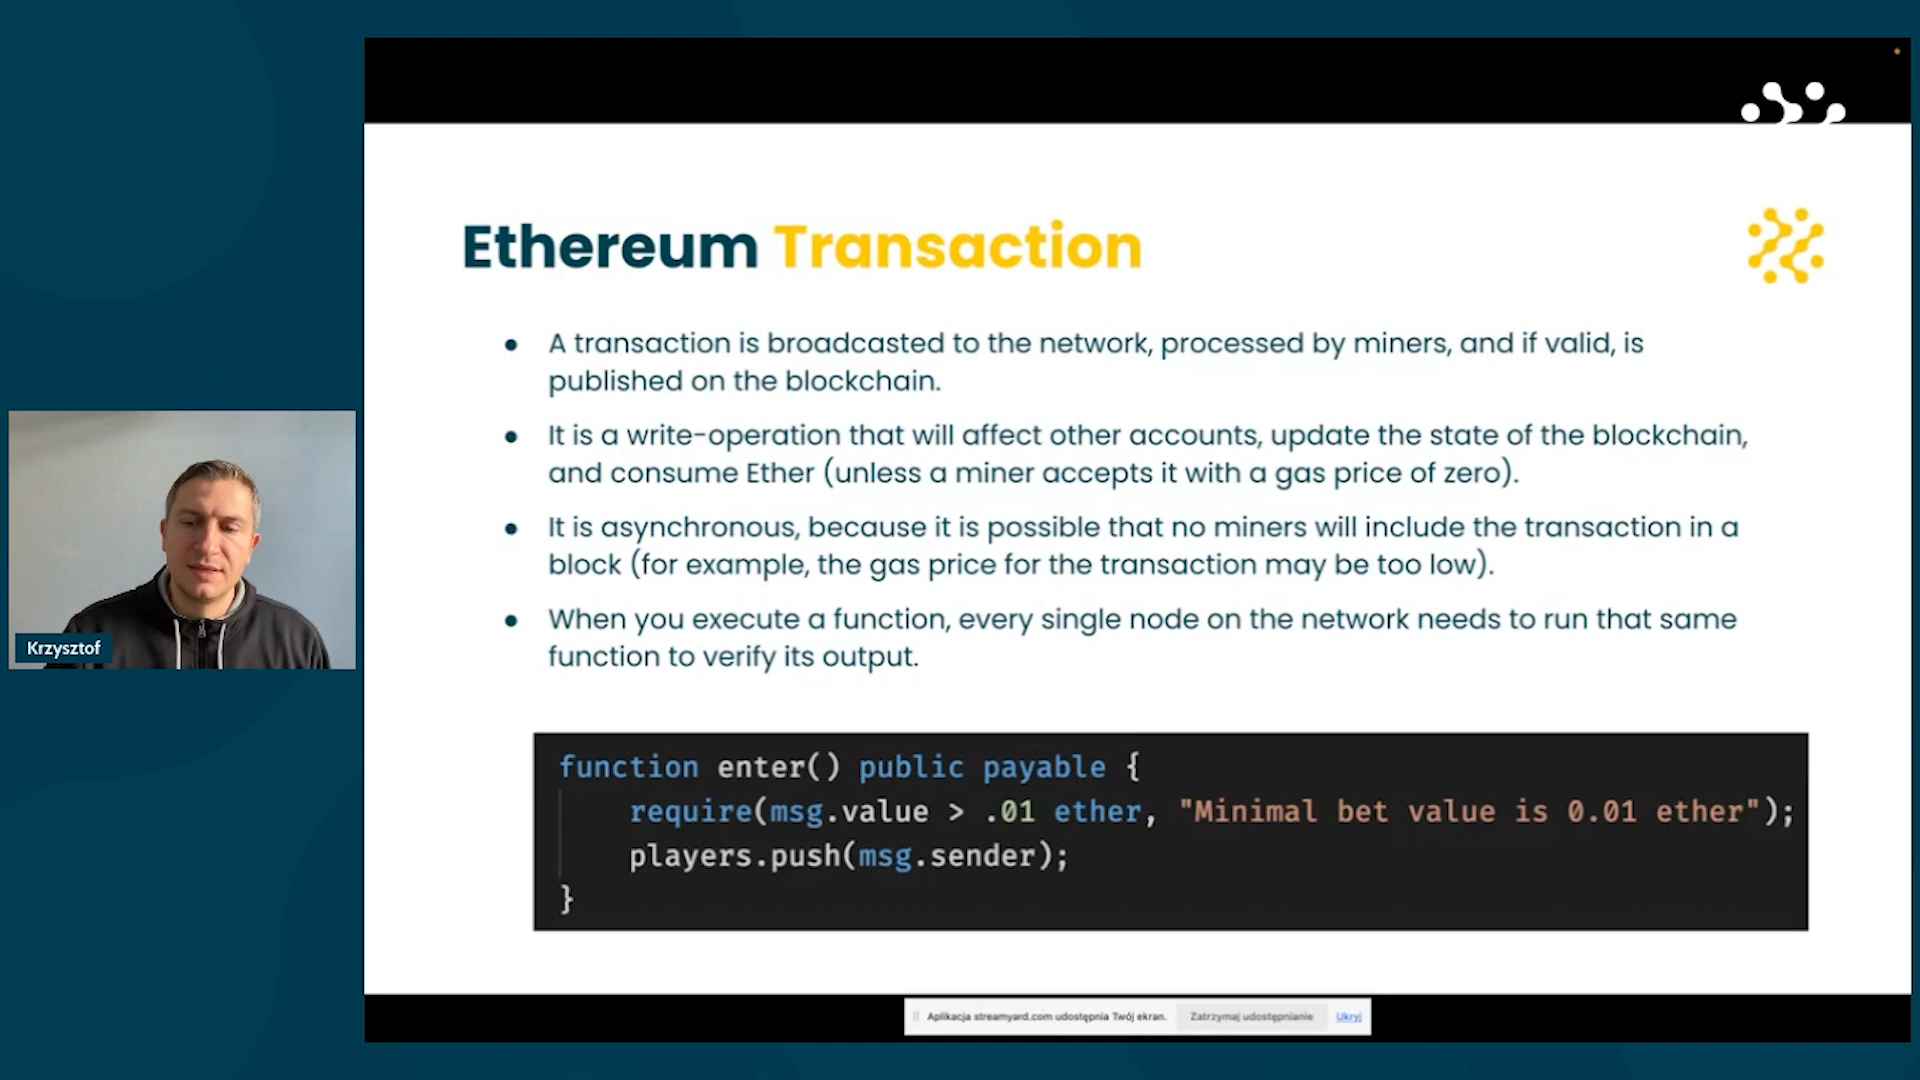 Ethereum Transaction
● A transaction is broadcasted to the network, processed by miners, and if valid, is
published on the blockchain.
● It is a write-operation that will affect other accounts, update the state of the blockchain,
and consume Ether (unless a miner accepts it with a gas price of zero).
● It is asynchronous, because it is possible that no miners will include the transaction in a
block (for example, the gas price for the transaction may be too low).
● When you execute a function, every single node on the network needs to run that same
function to verify its output.
function enter() public payable {
    require(msg.value > .01 ether, "Minimal bet value is 0.01 ether");
    players.push(msg.sender);
}
Krzysztof
Aplikacja streamyard.com udostępnia Twój ekran. Zatrzymaj udostępnianie Ukryj